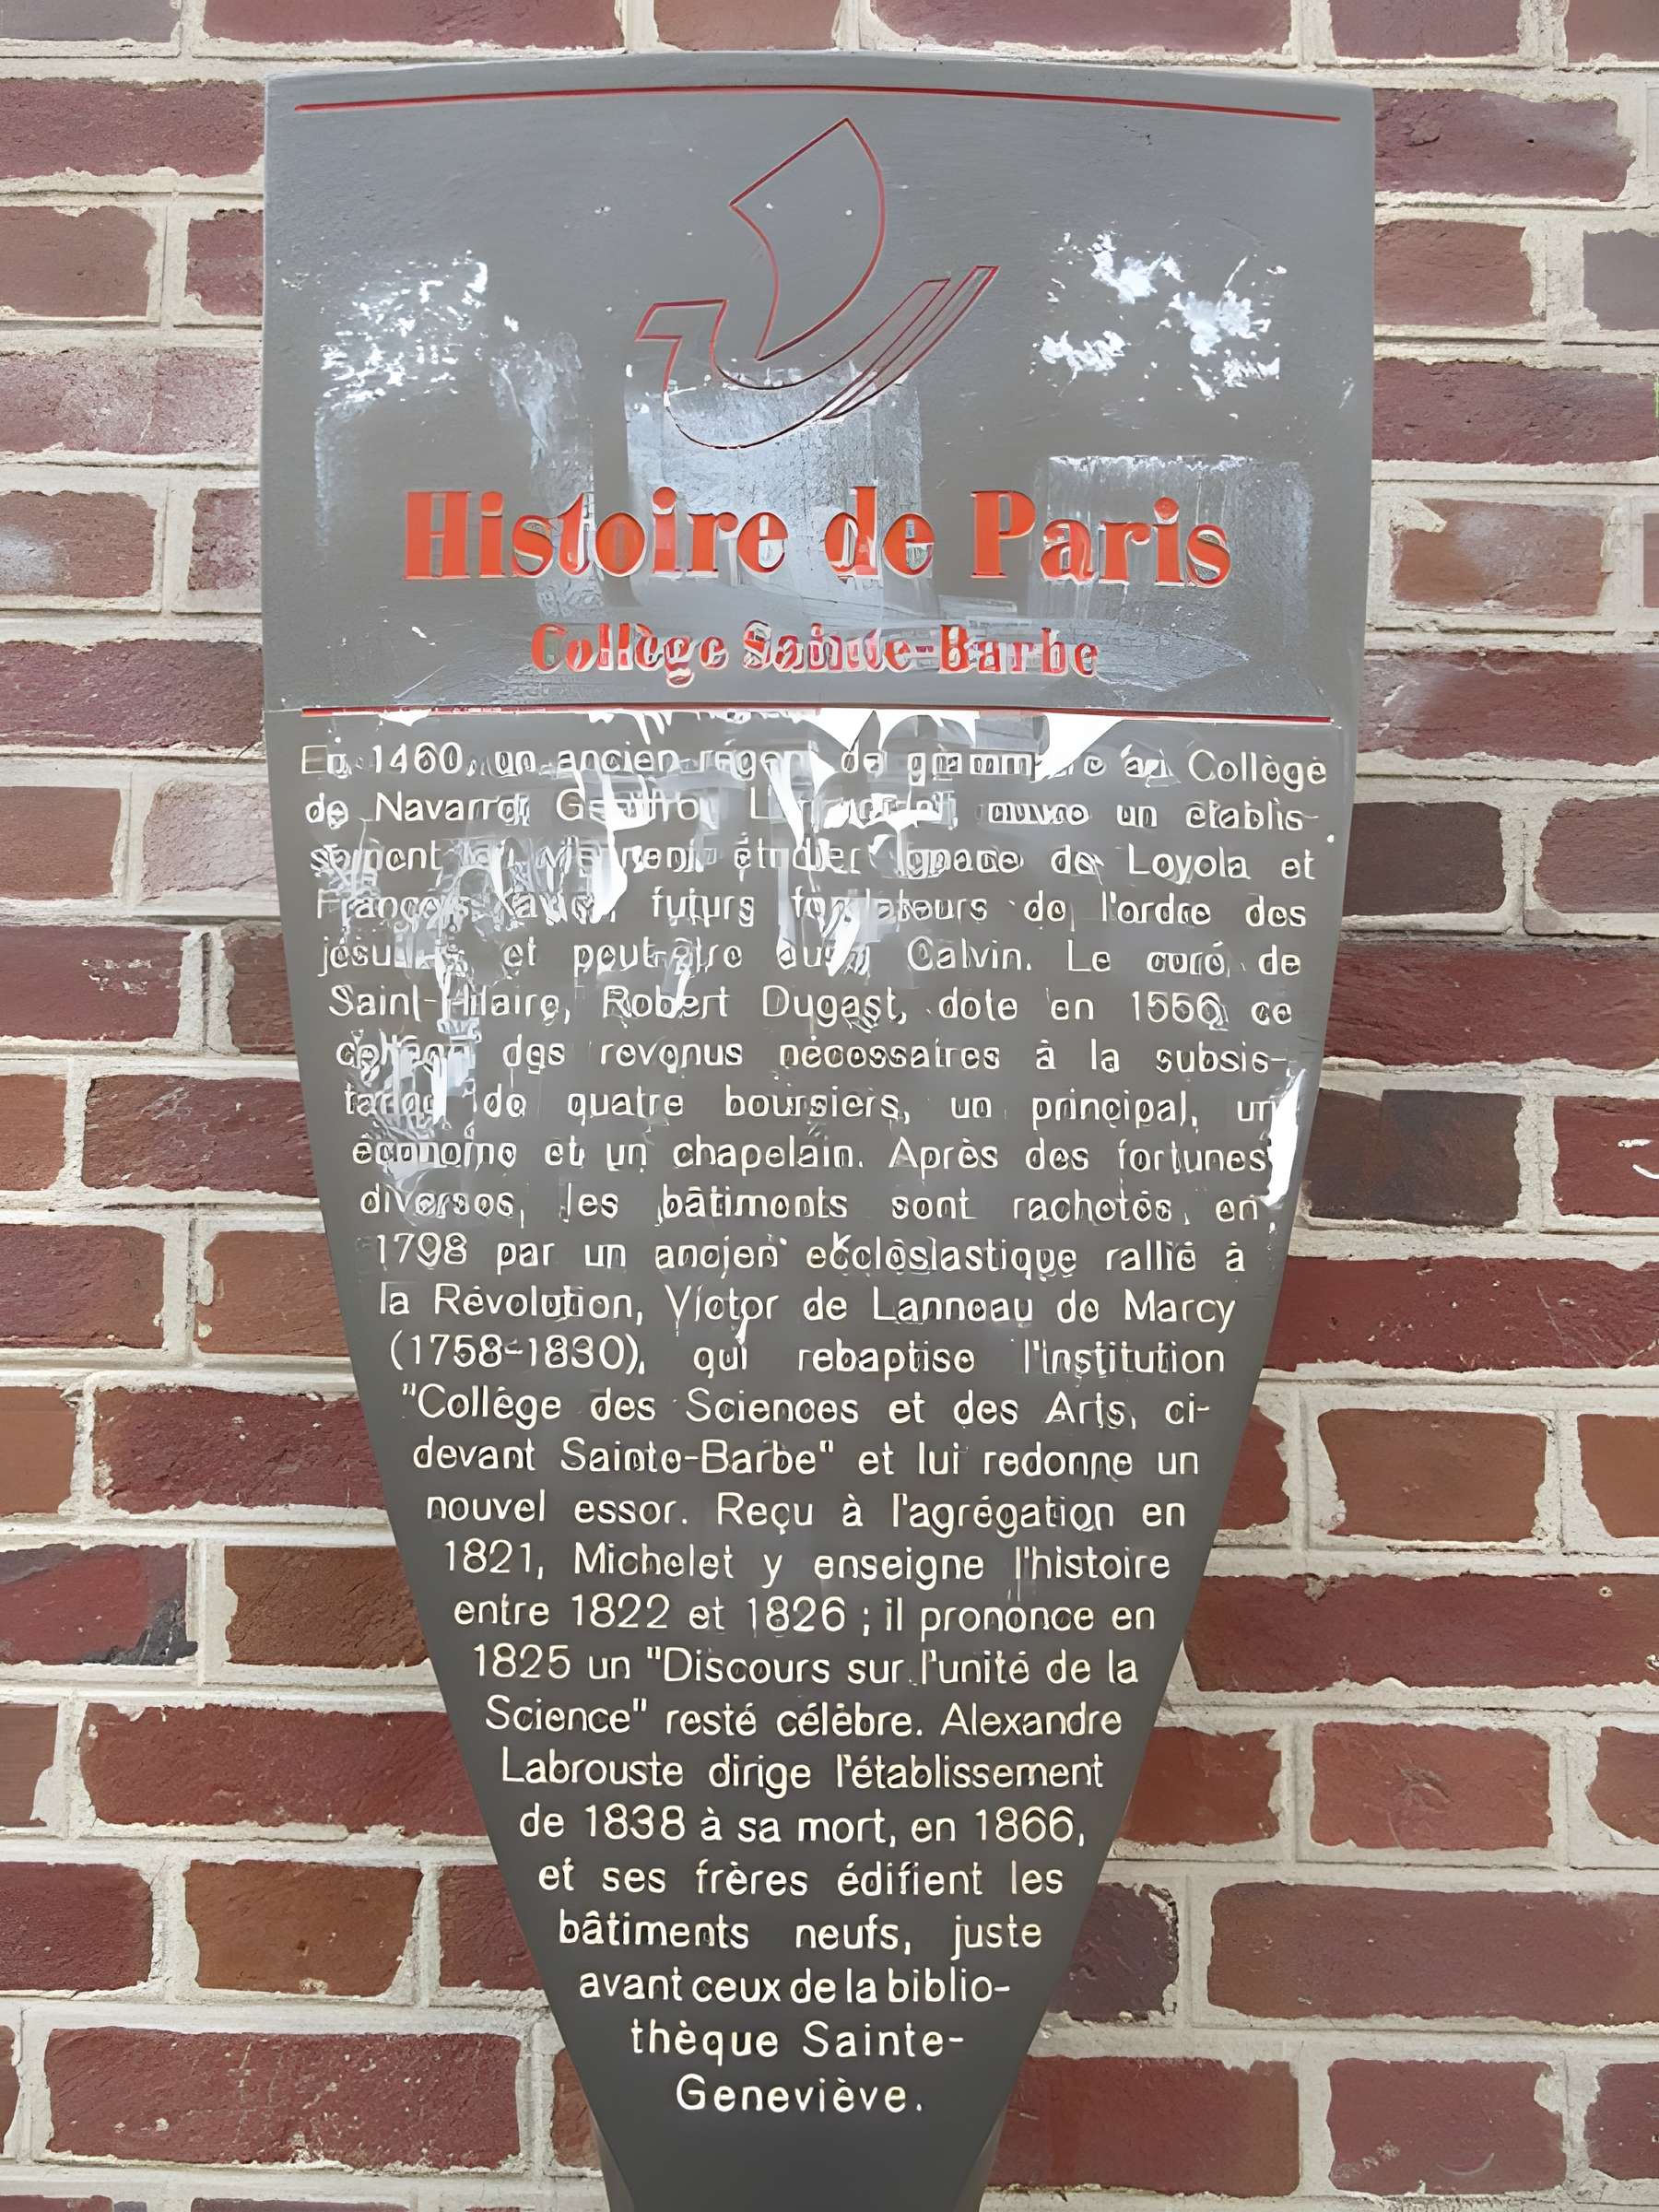 Histoire de Paris
Collège Sainte-Barbe
En 1460, un ancien régent de grammaire au Collège
de Navarre, Geoffroy ouvre un établis-
sement où viennent étudier Ignace de Loyola et
François Xavier, futurs fondateurs de l'ordre des
jésuites, et peut-être aussi Calvin. Le curé de
Saint-Hilaire, Robert Dugast, dote en 1556 ce
collège des revenus nécessaires à la subsis-
tance de quatre boursiers, un principal, un
économe et un chapelain. Après des fortunes
diverses, les bâtiments sont rachetés en
1798 par un ancien ecclésiastique rallié à
la Révolution, Victor de Lanneau de Marcy
(1758-1830), qui rebaptise l'institution
"Collège des Sciences et des Arts, ci-
devant Sainte-Barbe" et lui redonne un
nouvel essor. Reçu à l'agrégation en
1821, Michelet y enseigne l'histoire
entre 1822 et 1826 ; il prononce en
1825 un "Discours sur l'unité de la
Science" resté célèbre. Alexandre
Labrouste dirige l'établissement
de 1838 à sa mort, en 1866,
et ses frères édifient les
bâtiments neufs, juste
avant ceux de la biblio-
thèque Sainte-
Geneviève.